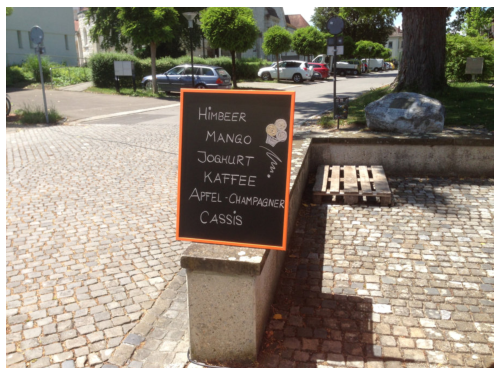 HIMBEER
MANGO
JOGHURT
KAFFEE
APFEL-CHAMPAGNER
CASSIS